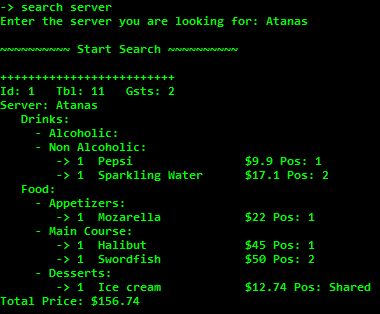 -> search server
Enter the server you are looking for: Atanas
~~~~~~~~~~ Start Search ~~~~~~~~~~
+++++++++++++++++++++++++
Id: 1   Tbl: 11   Gsts: 2
Server: Atanas
   Drinks:
     - Alcoholic:
     - Non Alcoholic:
        -> 1  Pepsi                $9.9 Pos: 1
        -> 1  Sparkling Water      $17.1 Pos: 2
   Food:
     - Appetizers:
        -> 1  Mozarella            $22 Pos: 1
     - Main Course:
        -> 1  Halibut              $45 Pos: 1
        -> 1  Swordfish            $50 Pos: 2
     - Desserts:
        -> 1  Ice cream            $12.74 Pos: Shared
Total Price: $156.74